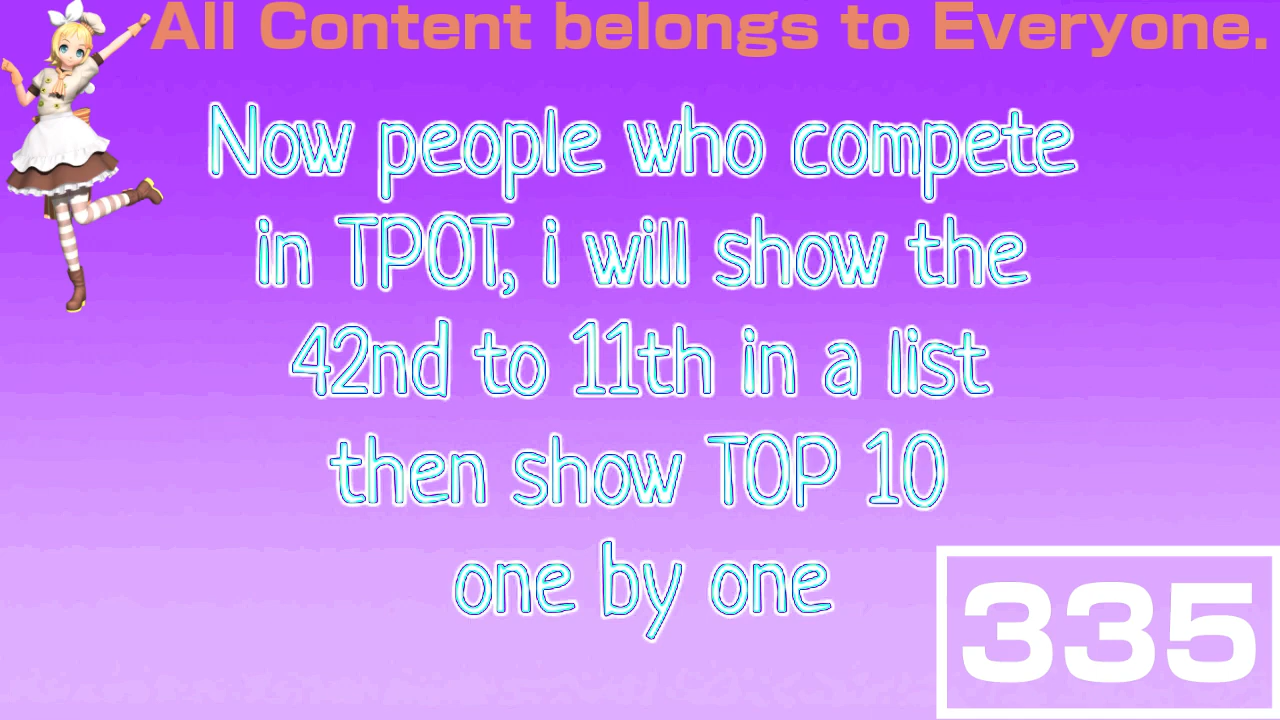 All Content belongs to Everyone.
Now people who compete
in TPOT, i will show the
42nd to 11th in a list
then show TOP 10
one by one
335